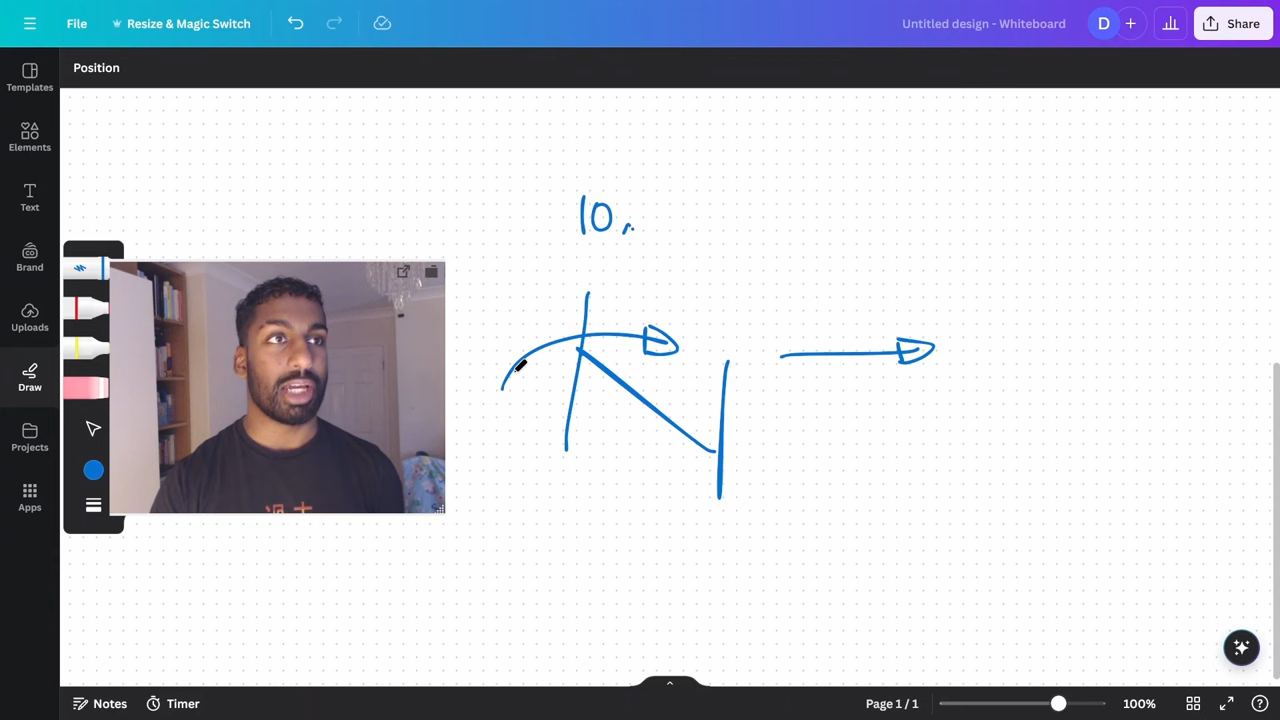 File
Resize & Magic Switch
Untitled design - Whiteboard
D
Share
Position
Templates
Elements
Text
Brand
Uploads
Draw
Projects
Apps
10
Notes
Timer
Page 1 / 1
100%